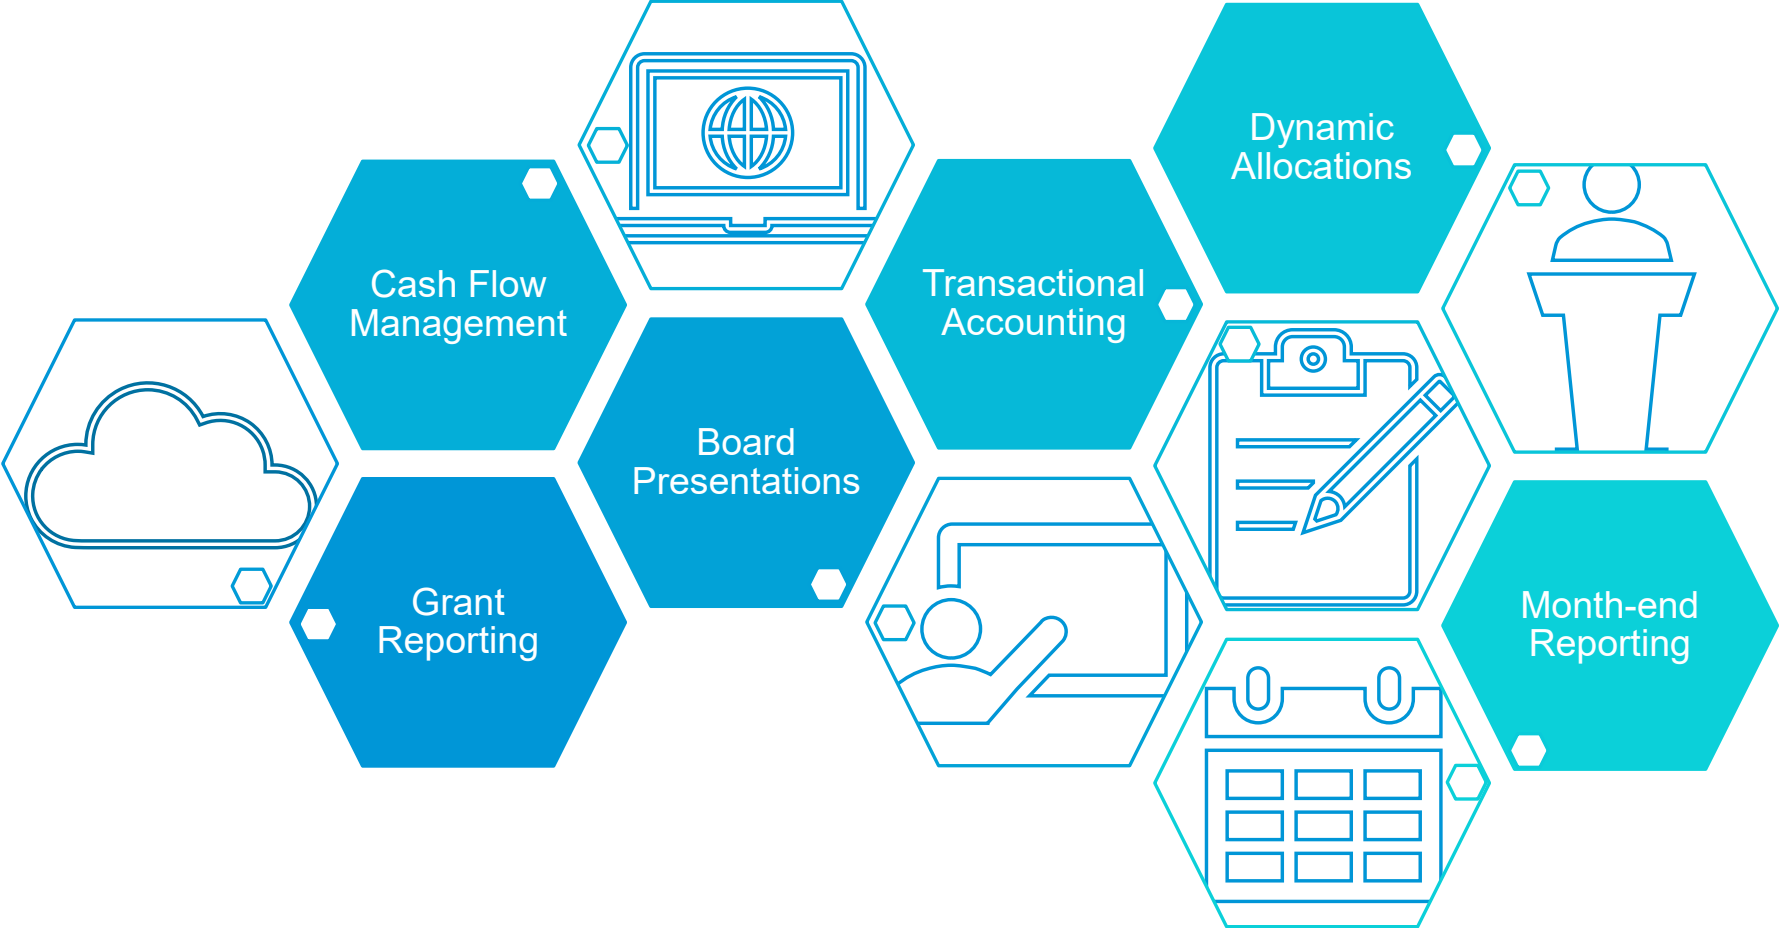 Cash Flow
Management
Grant
Reporting
Board
Presentations
Transactional
Accounting
Dynamic
Allocations
Month-end
Reporting